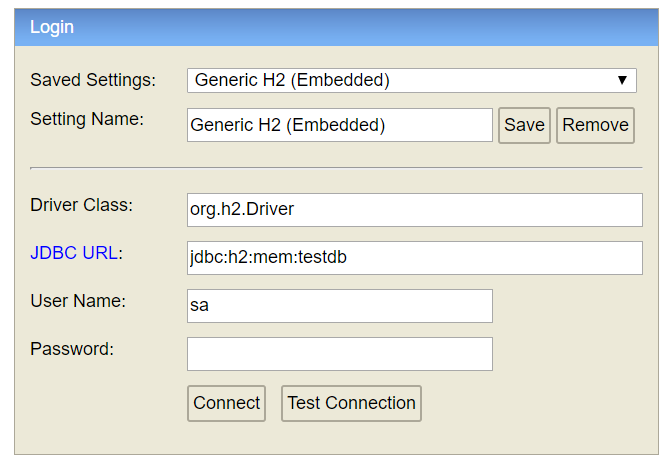 Login
Saved Settings: Generic H2 (Embedded)
Setting Name: Generic H2 (Embedded) Save Remove
Driver Class: org.h2.Driver
JDBC URL: jdbc:h2:mem:testdb
User Name: sa
Password:
Connect Test Connection